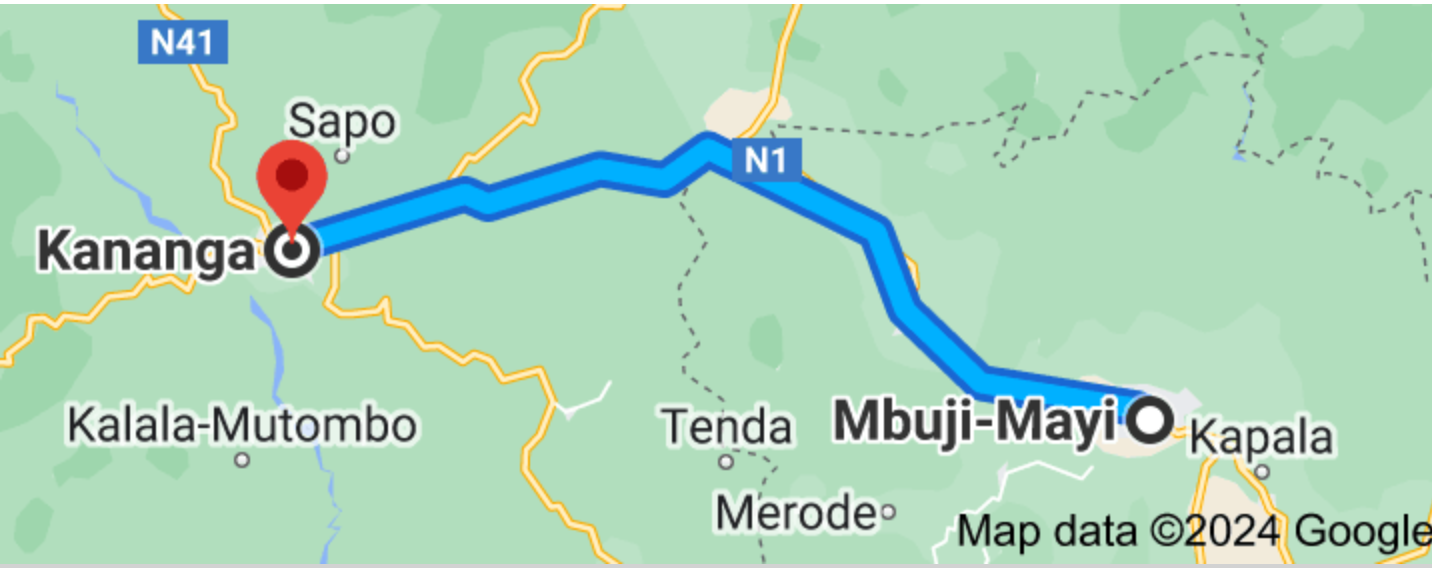 N41
Sapo
N1
Kananga
Kalala-Mutombo
Tenda
Mbuji-Mayi
Kapala
Merode
Map data ©2024 Google